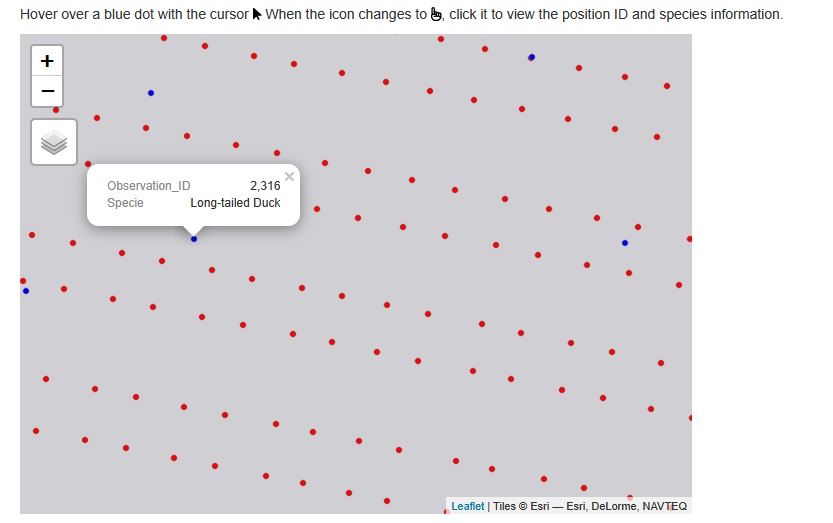 Hover over a blue dot with the cursor When the icon changes to , click it to view the position ID and species information.
+
−
×
Observation_ID 2,316
Specie Long-tailed Duck
Leaflet | Tiles © Esri — Esri, DeLorme, NAVTEQ